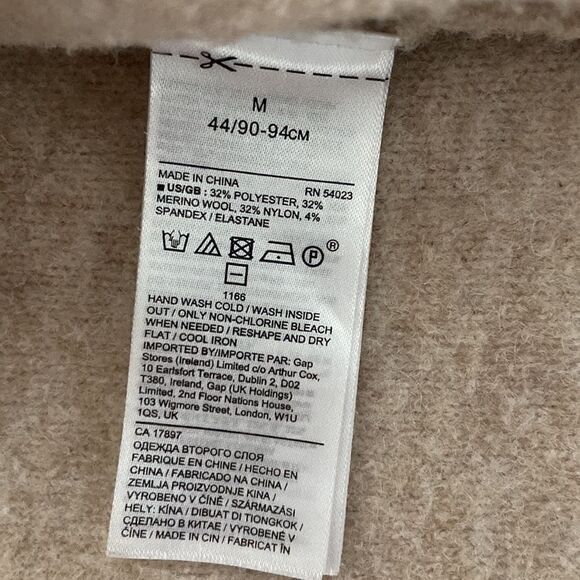 M
44/90-94CM
MADE IN CHINA RN 54023
■ US/GB : 32% POLYESTER, 32%
MERINO WOOL, 32% NYLON, 4%
SPANDEX / ELASTANE
P ®
1166
HAND WASH COLD / WASH INSIDE
OUT / ONLY NON-CHLORINE BLEACH
WHEN NEEDED / RESHAPE AND DRY
FLAT / COOL IRON
IMPORTED BY/IMPORTE PAR: Gap
Stores (Ireland) Limited c/o Arthur Cox,
10 Earlsfort Terrace, Dublin 2, D02
T380, Ireland, Gap (UK Holdings)
Limited, 2nd Floor Nations House,
103 Wigmore Street, London, W1U
1QS, UK
CA 17897
ОДЕЖДА ВТОРОГО СЛОЯ
FABRIQUE EN CHINE / HECHO EN
CHINA / FABRICADO NA CHINA /
ZEMLJA PROIZVODNJE KINA /
VYROBENO V ČÍNĚ / SZÁRMAZÁSI
HELY: KÍNA / DIBUAT DI TIONGKOK /
СДЕЛАНО В КИТАЕ / VYROBENÉ V
ČÍNE / MADE IN CIN / FABRICAT ÎN